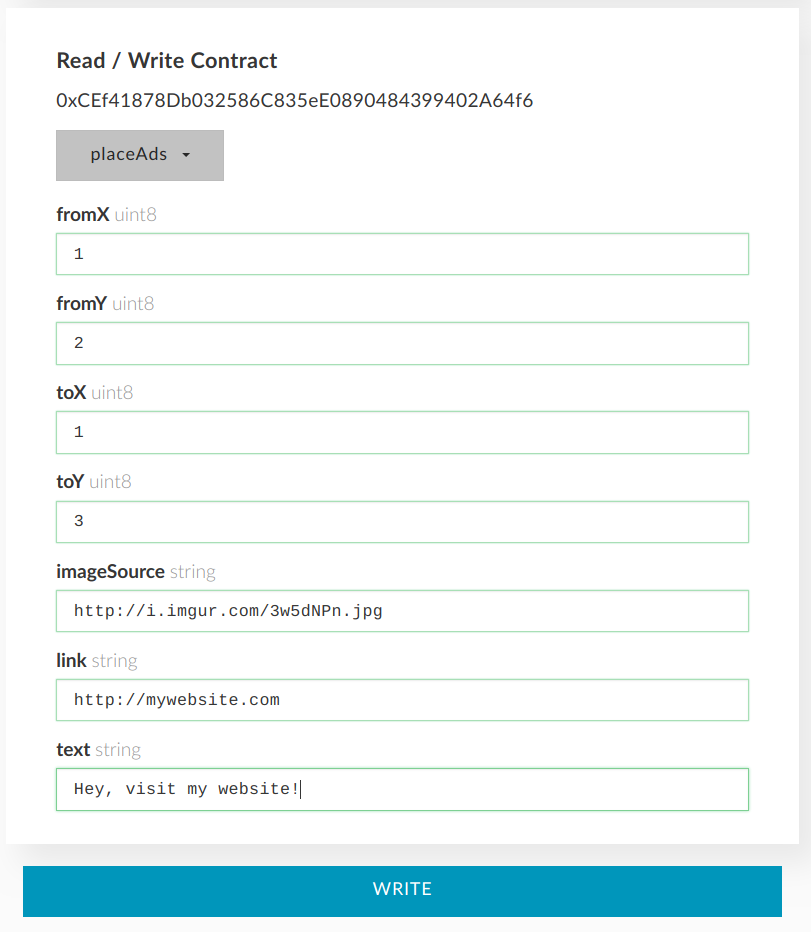 Read / Write Contract
0xCEf41878Db032586C835eE0890484399402A64f6
placeAds
fromX uint8
1
fromY uint8
2
toX uint8
1
toY uint8
3
imageSource string
http://i.imgur.com/3w5dNPn.jpg
link string
http://mywebsite.com
text string
Hey, visit my website!
WRITE